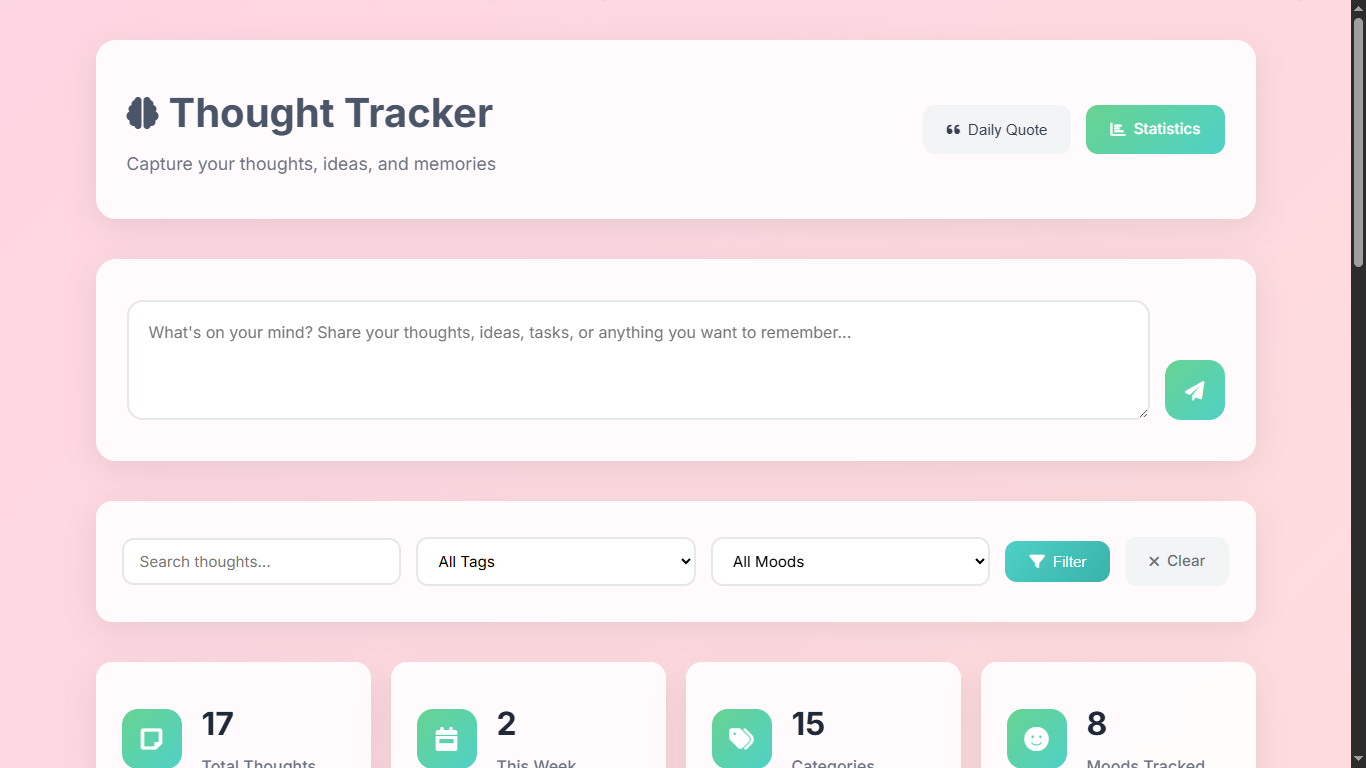 Thought Tracker
Capture your thoughts, ideas, and memories
Daily Quote
Statistics
What's on your mind? Share your thoughts, ideas, tasks, or anything you want to remember...
Search thoughts...
All Tags
All Moods
Filter
Clear
17
Total Thoughts
2
This Week
15
Categories
8
Moods Tracked